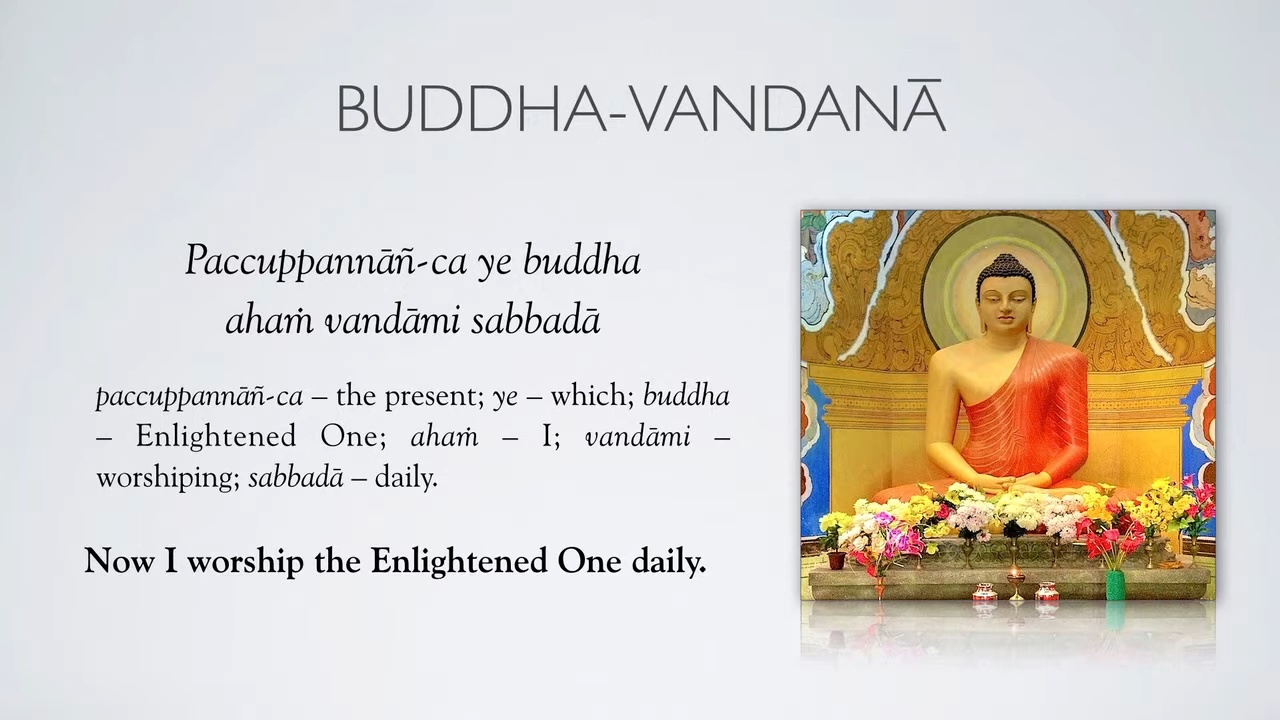 BUDDHA-VANDANĀ
Paccuppannāñ-ca ye buddha
ahaṁ vandāmi sabbadā
paccuppannāñ-ca – the present; ye – which; buddha
– Enlightened One; ahaṁ – I; vandāmi –
worshiping; sabbadā – daily.
Now I worship the Enlightened One daily.